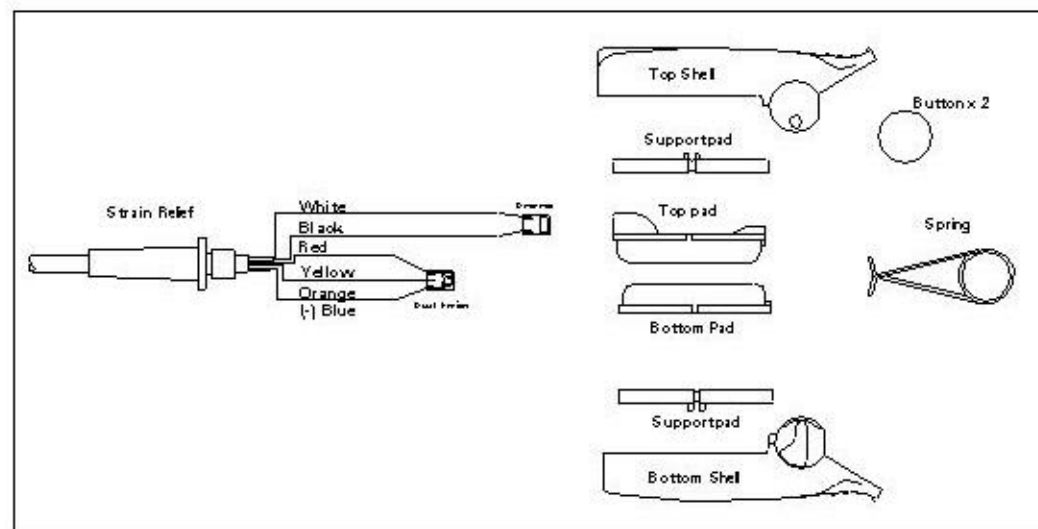 Top Shell
Button x 2
Supportpad
Strain Relief
White
Black
Red
Yellow
Orange
(-) Blue
Top pad
Spring
Bottom Pad
Supportpad
Bottom Shell